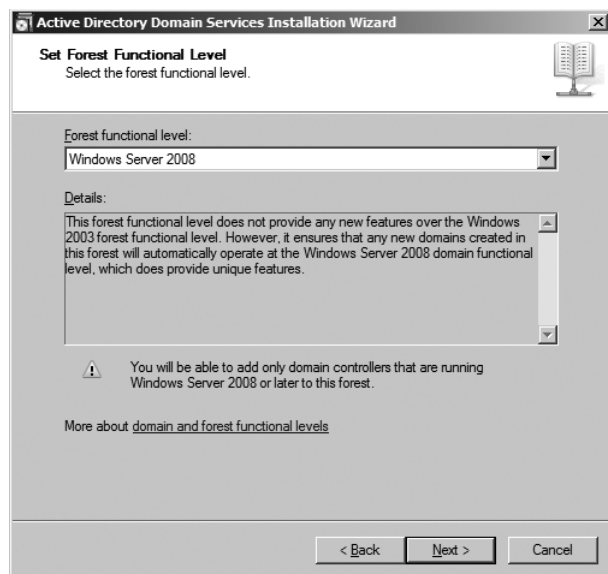 Active Directory Domain Services Installation Wizard
Set Forest Functional Level
Select the forest functional level.
Forest functional level:
Windows Server 2008
Details:
This forest functional level does not provide any new features over the Windows
2003 forest functional level. However, it ensures that any new domains created in
this forest will automatically operate at the Windows Server 2008 domain functional
level, which does provide unique features.
You will be able to add only domain controllers that are running
Windows Server 2008 or later to this forest.
More about domain and forest functional levels
< Back
Next >
Cancel